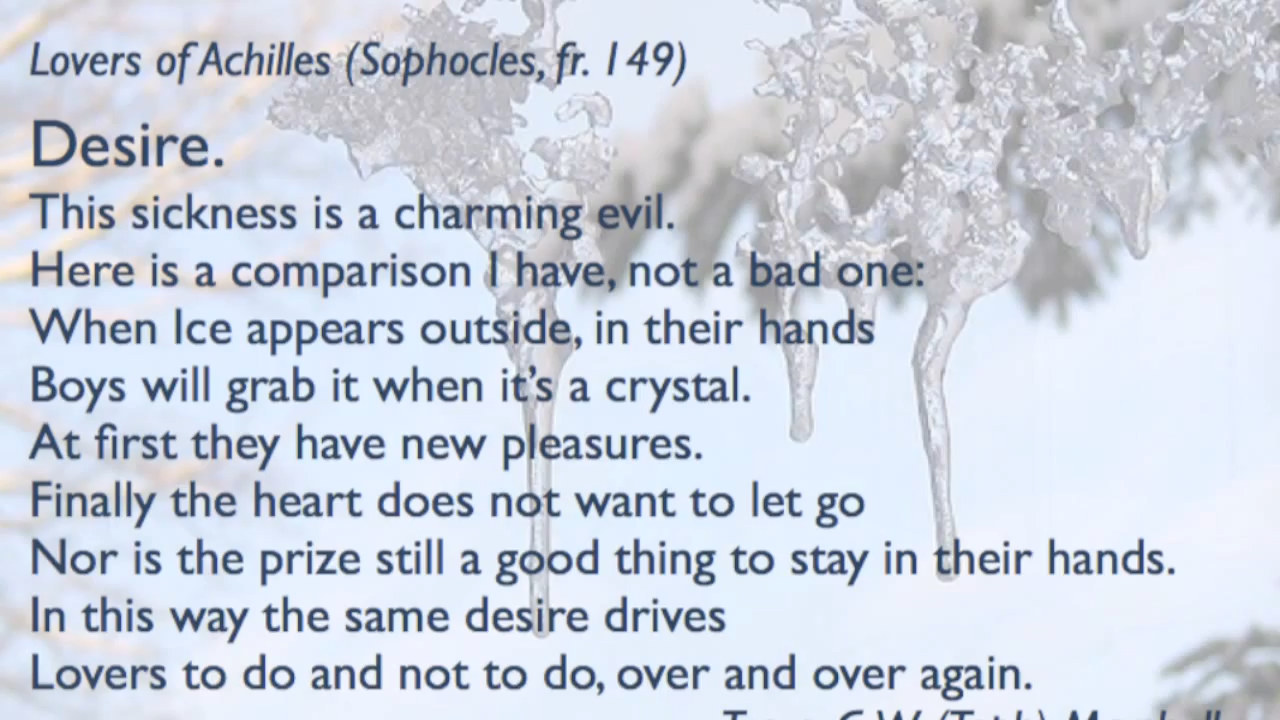 Lovers of Achilles (Sophocles, fr. 149)
Desire.
This sickness is a charming evil.
Here is a comparison I have, not a bad one:
When Ice appears outside, in their hands
Boys will grab it when it's a crystal.
At first they have new pleasures.
Finally the heart does not want to let go
Nor is the prize still a good thing to stay in their hands.
In this way the same desire drives
Lovers to do and not to do, over and over again.